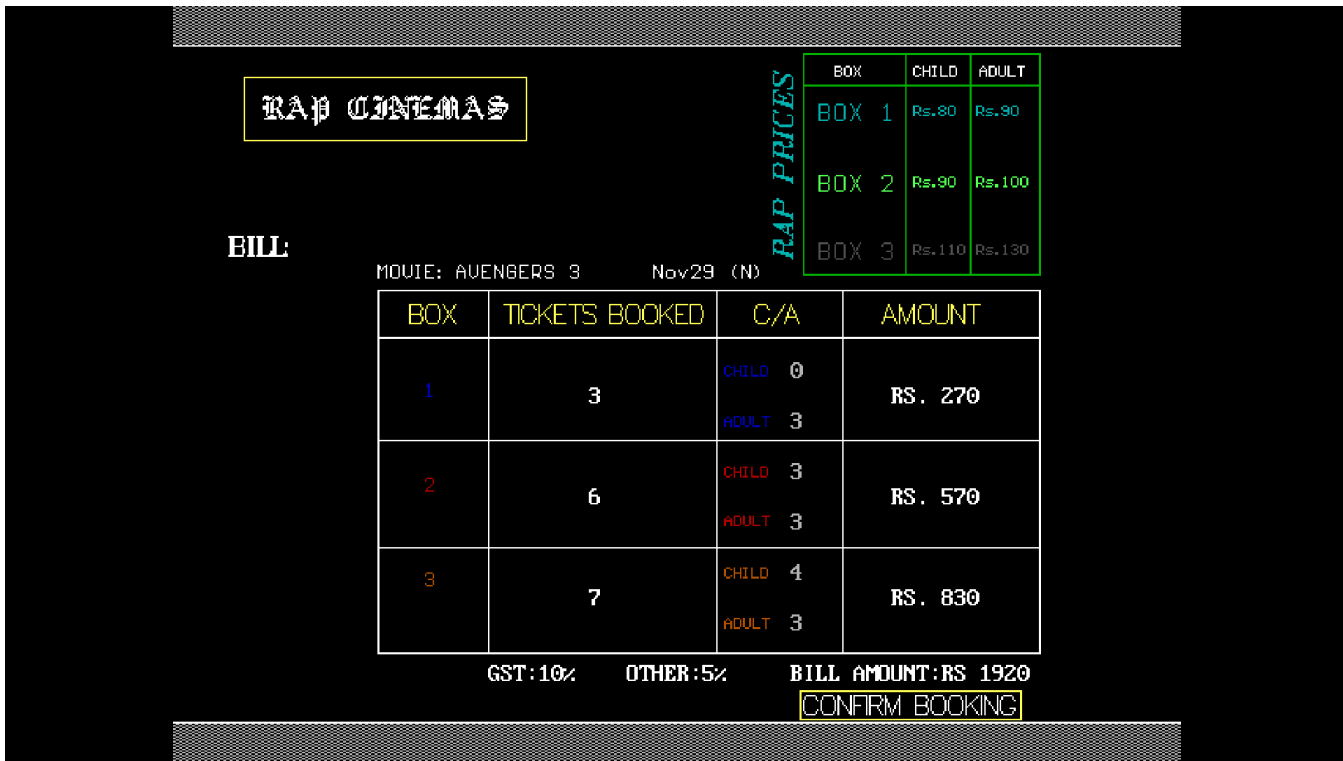 RAP CINEMAS
RAP PRICES
BOX CHILD ADULT
BOX 1 Rs.80 Rs.90
BOX 2 Rs.90 Rs.100
BOX 3 Rs.110 Rs.130
BILL:
MOVIE: AVENGERS 3 Nov29 (N)
BOX TICKETS BOOKED C/A AMOUNT
CHILD 0
1 3 RS. 270
ADULT 3
CHILD 3
2 6 RS. 570
ADULT 3
CHILD 4
3 7 RS. 830
ADULT 3
GST:10% OTHER:5% BILL AMOUNT:RS 1920
CONFIRM BOOKING